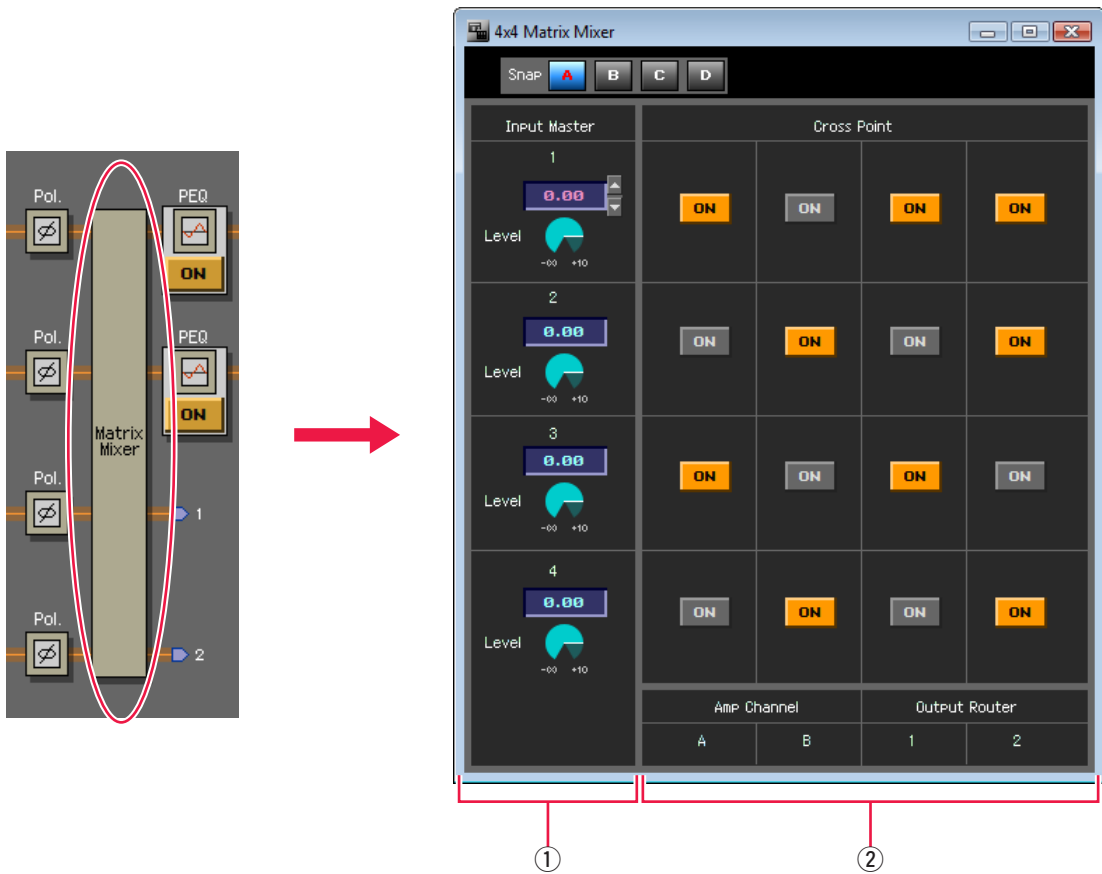 Pol.
PEQ
ON
Pol.
PEQ
ON
Matrix
Mixer
Pol.
1
Pol.
2
4x4 Matrix Mixer
Snap A B C D
Input Master Cross Point
1
0.00
Level
-∞ +10
ON ON ON ON
2
0.00
Level
-∞ +10
ON ON ON ON
3
0.00
Level
-∞ +10
ON ON ON ON
4
0.00
Level
-∞ +10
ON ON ON ON
Amp Channel Output Router
A B 1 2
① ②